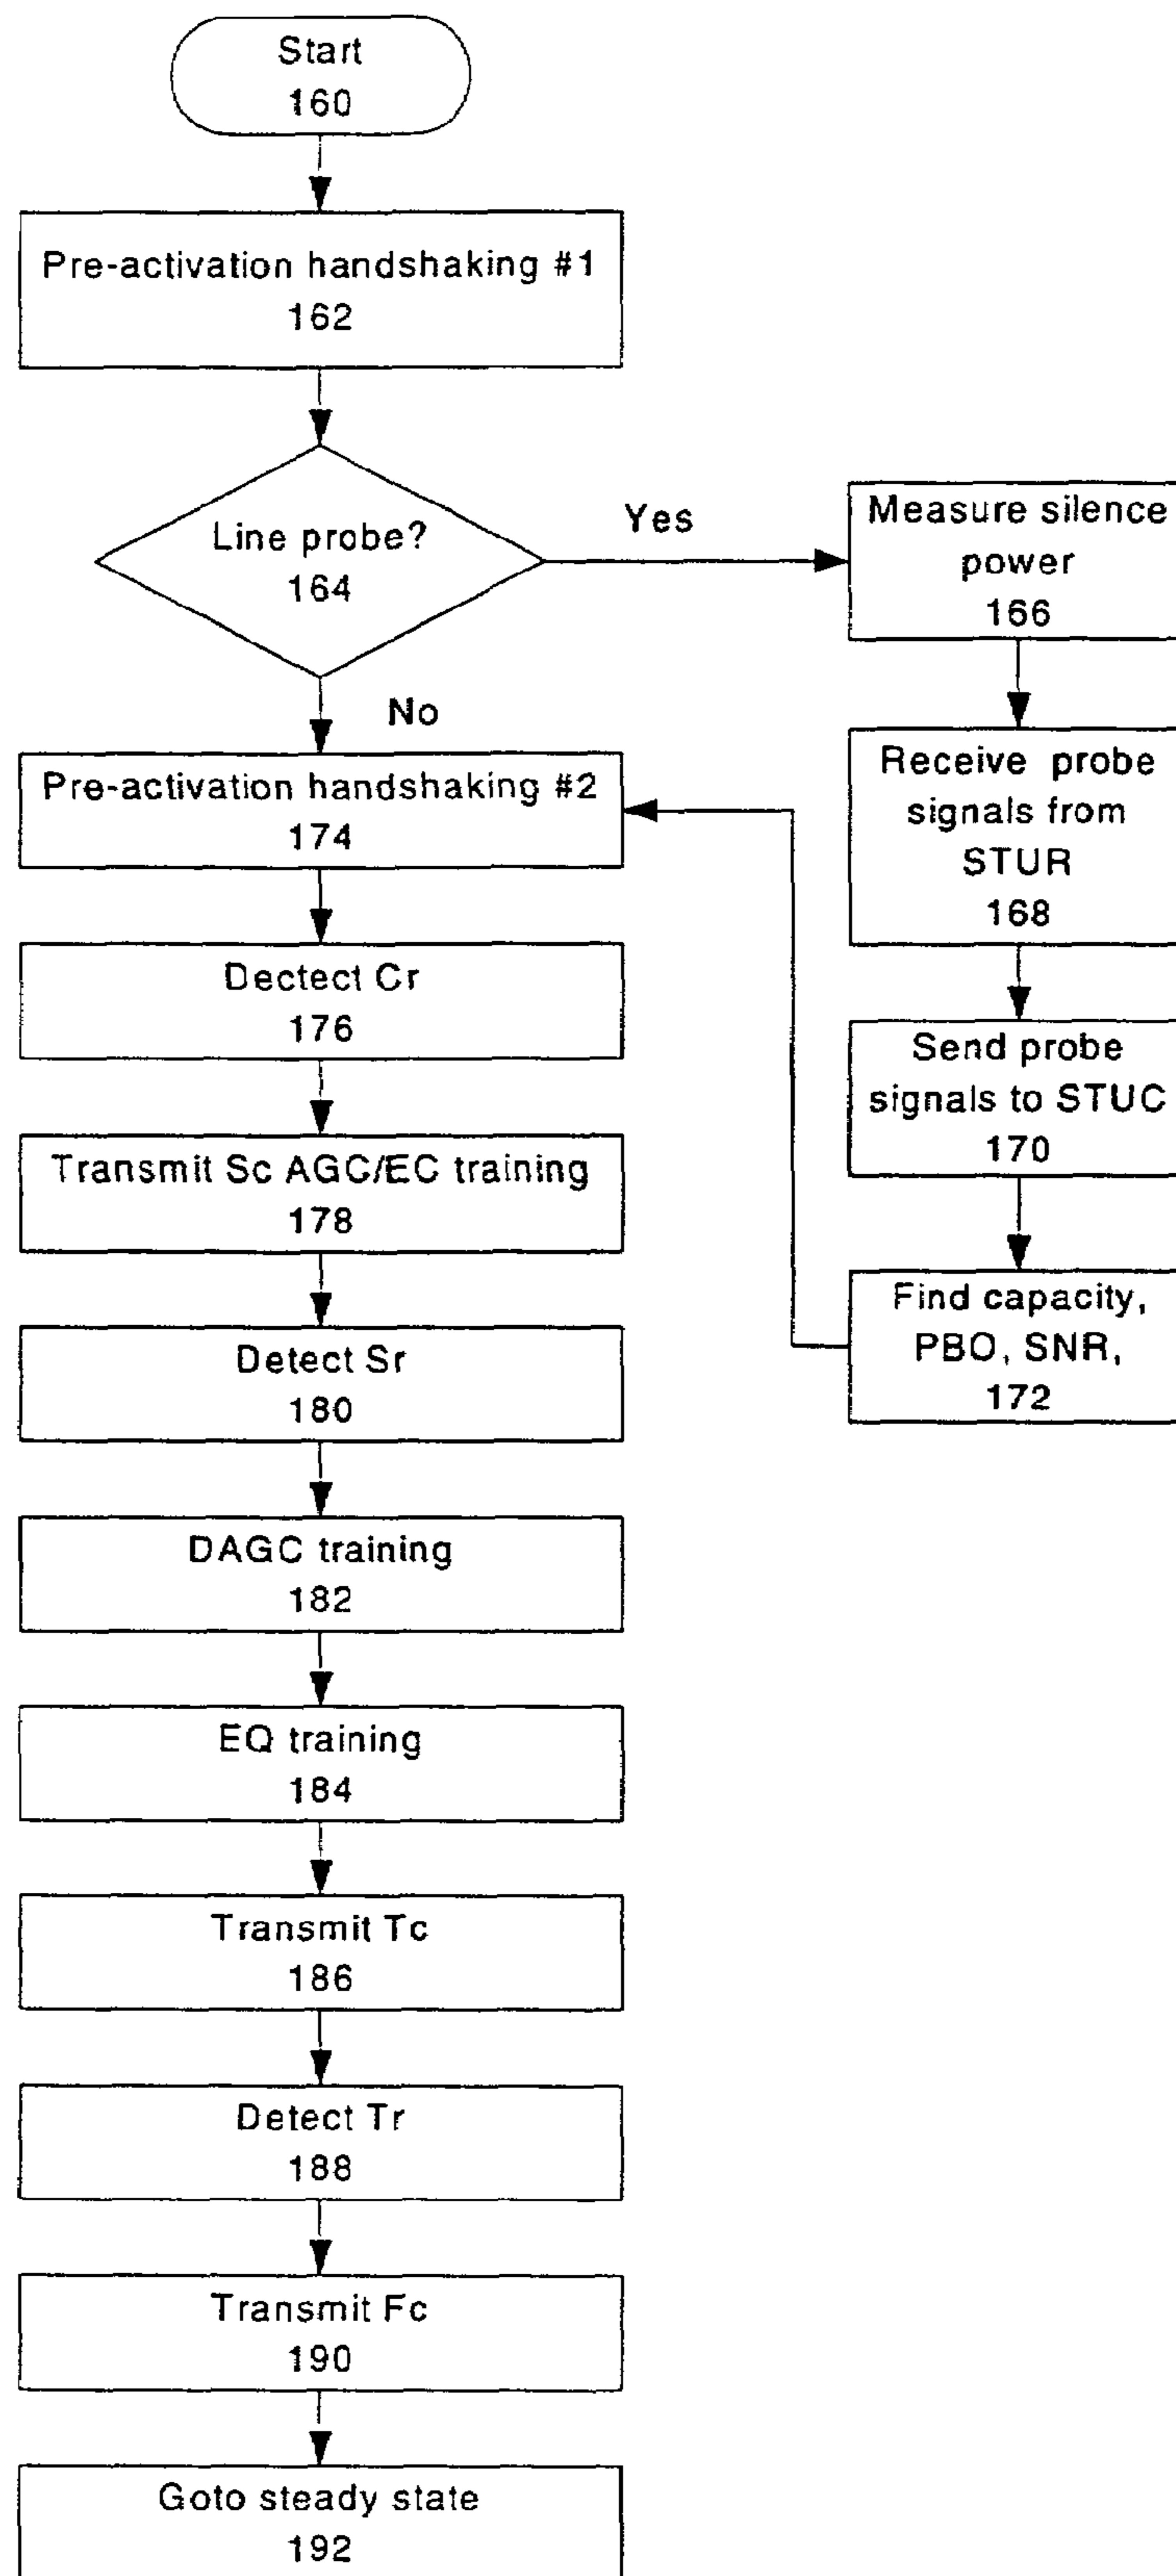 Start
160
Pre-activation handshaking #1
162
Line probe?
164
Yes
Measure silence
power
166
Receive probe
signals from
STUR
168
Send probe
signals to STUC
170
Find capacity,
PBO, SNR,
172
No
Pre-activation handshaking #2
174
Dectect Cr
176
Transmit Sc AGC/EC training
178
Detect Sr
180
DAGC training
182
EQ training
184
Transmit Tc
186
Detect Tr
188
Transmit Fc
190
Goto steady state
192